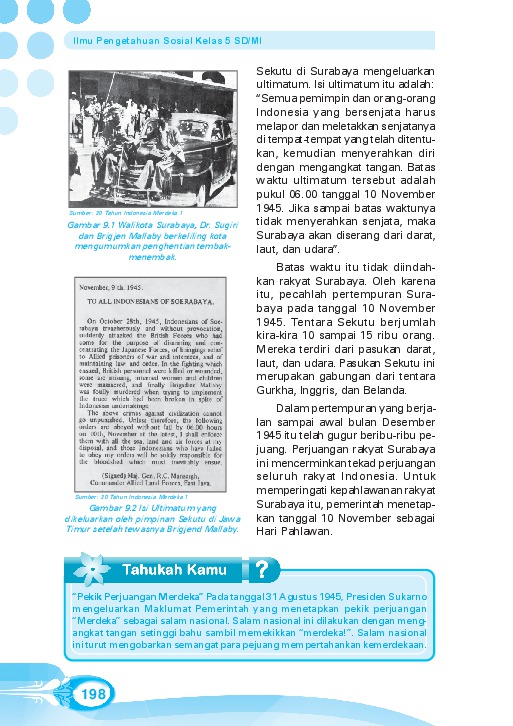 Ilmu Pengetahuan Sosial Kelas 5 SD/MI
Sumber: 20 Tahun Indonesia Merdeka 1
Gambar 9.1 Walikota Surabaya, Dr. Sugiri
dan Brigjen Mallaby berkeliling kota
mengumumkan penghentian tembak-
menembak.
November, 9 th. 1945.
TO ALL INDONESIANS OF SOERABAYA.
On October 28th, 1945, Indonesians of Soe-
rabaya treacherously and without provocation,
suddenly attacked the British Forces who had
come for the purpose of disarming and con-
centrating the Japanese Forces, of bringing relief
to Allied prisoners of war and internees, and of
maintaining law and order. In the fighting which
ensued, British personnel were killed or wounded,
some are missing, interned women and children
were massacred, and finally Brigadier Mallaby
was foully murdered when trying to implement
the truce which had been broken in spite of
Indonesian undertakings.
The above crimes against civilization cannot
go unpunished. Unless therefore, the following
orders are obeyed without fail by 06.00 hours
on 10th. November at the latest, I shall enforce
them with all the sea, land and air forces at my
disposal, and those Indonesians who have failed
to obey my orders will be solely responsible for
the bloodshed which must inevitably ensue.
(Signed) Maj. Gen. R.C. Mansergh,
Commander Allied Land Forces, East Java.
Sumber: 20 Tahun Indonesia Merdeka 1
Gambar 9.2 Isi Ultimatum yang
dikeluarkan oleh pimpinan Sekutu di Jawa
Timur setelah tewasnya Brigjend Mallaby.
Sekutu di Surabaya mengeluarkan
ultimatum. Isi ultimatum itu adalah:
“Semua pemimpin dan orang-orang
Indonesia yang bersenjata harus
melapor dan meletakkan senjatanya
di tempat-tempat yang telah ditentu-
kan, kemudian menyerahkan diri
dengan mengangkat tangan. Batas
waktu ultimatum tersebut adalah
pukul 06.00 tanggal 10 November
1945. Jika sampai batas waktunya
tidak menyerahkan senjata, maka
Surabaya akan diserang dari darat,
laut, dan udara”.
Batas waktu itu tidak diindah-
kan rakyat Surabaya. Oleh karena
itu, pecahlah pertempuran Sura-
baya pada tanggal 10 November
1945. Tentara Sekutu berjumlah
kira-kira 10 sampai 15 ribu orang.
Mereka terdiri dari pasukan darat,
laut, dan udara. Pasukan Sekutu ini
merupakan gabungan dari tentara
Gurkha, Inggris, dan Belanda.
Dalam pertempuran yang berja-
lan sampai awal bulan Desember
1945 itu telah gugur beribu-ribu pe-
juang. Perjuangan rakyat Surabaya
ini mencerminkan tekad perjuangan
seluruh rakyat Indonesia. Untuk
memperingati kepahlawanan rakyat
Surabaya itu, pemerintah menetap-
kan tanggal 10 November sebagai
Hari Pahlawan.
Tahukah Kamu ?
“Pekik Perjuangan Merdeka” Pada tanggal 31 Agustus 1945, Presiden Sukarno
mengeluarkan Maklumat Pemerintah yang menetapkan pekik perjuangan
“Merdeka” sebagai salam nasional. Salam nasional ini dilakukan dengan meng-
angkat tangan setinggi bahu sambil memekikkan “merdeka!”. Salam nasional
ini turut mengobarkan semangat para pejuang mempertahankan kemerdekaan.
198